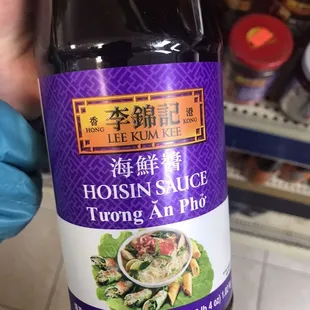 香港 李錦記
HONG KONG
LEE KUM KEE
海鮮醬
HOISIN SAUCE
Tương Ăn Phở